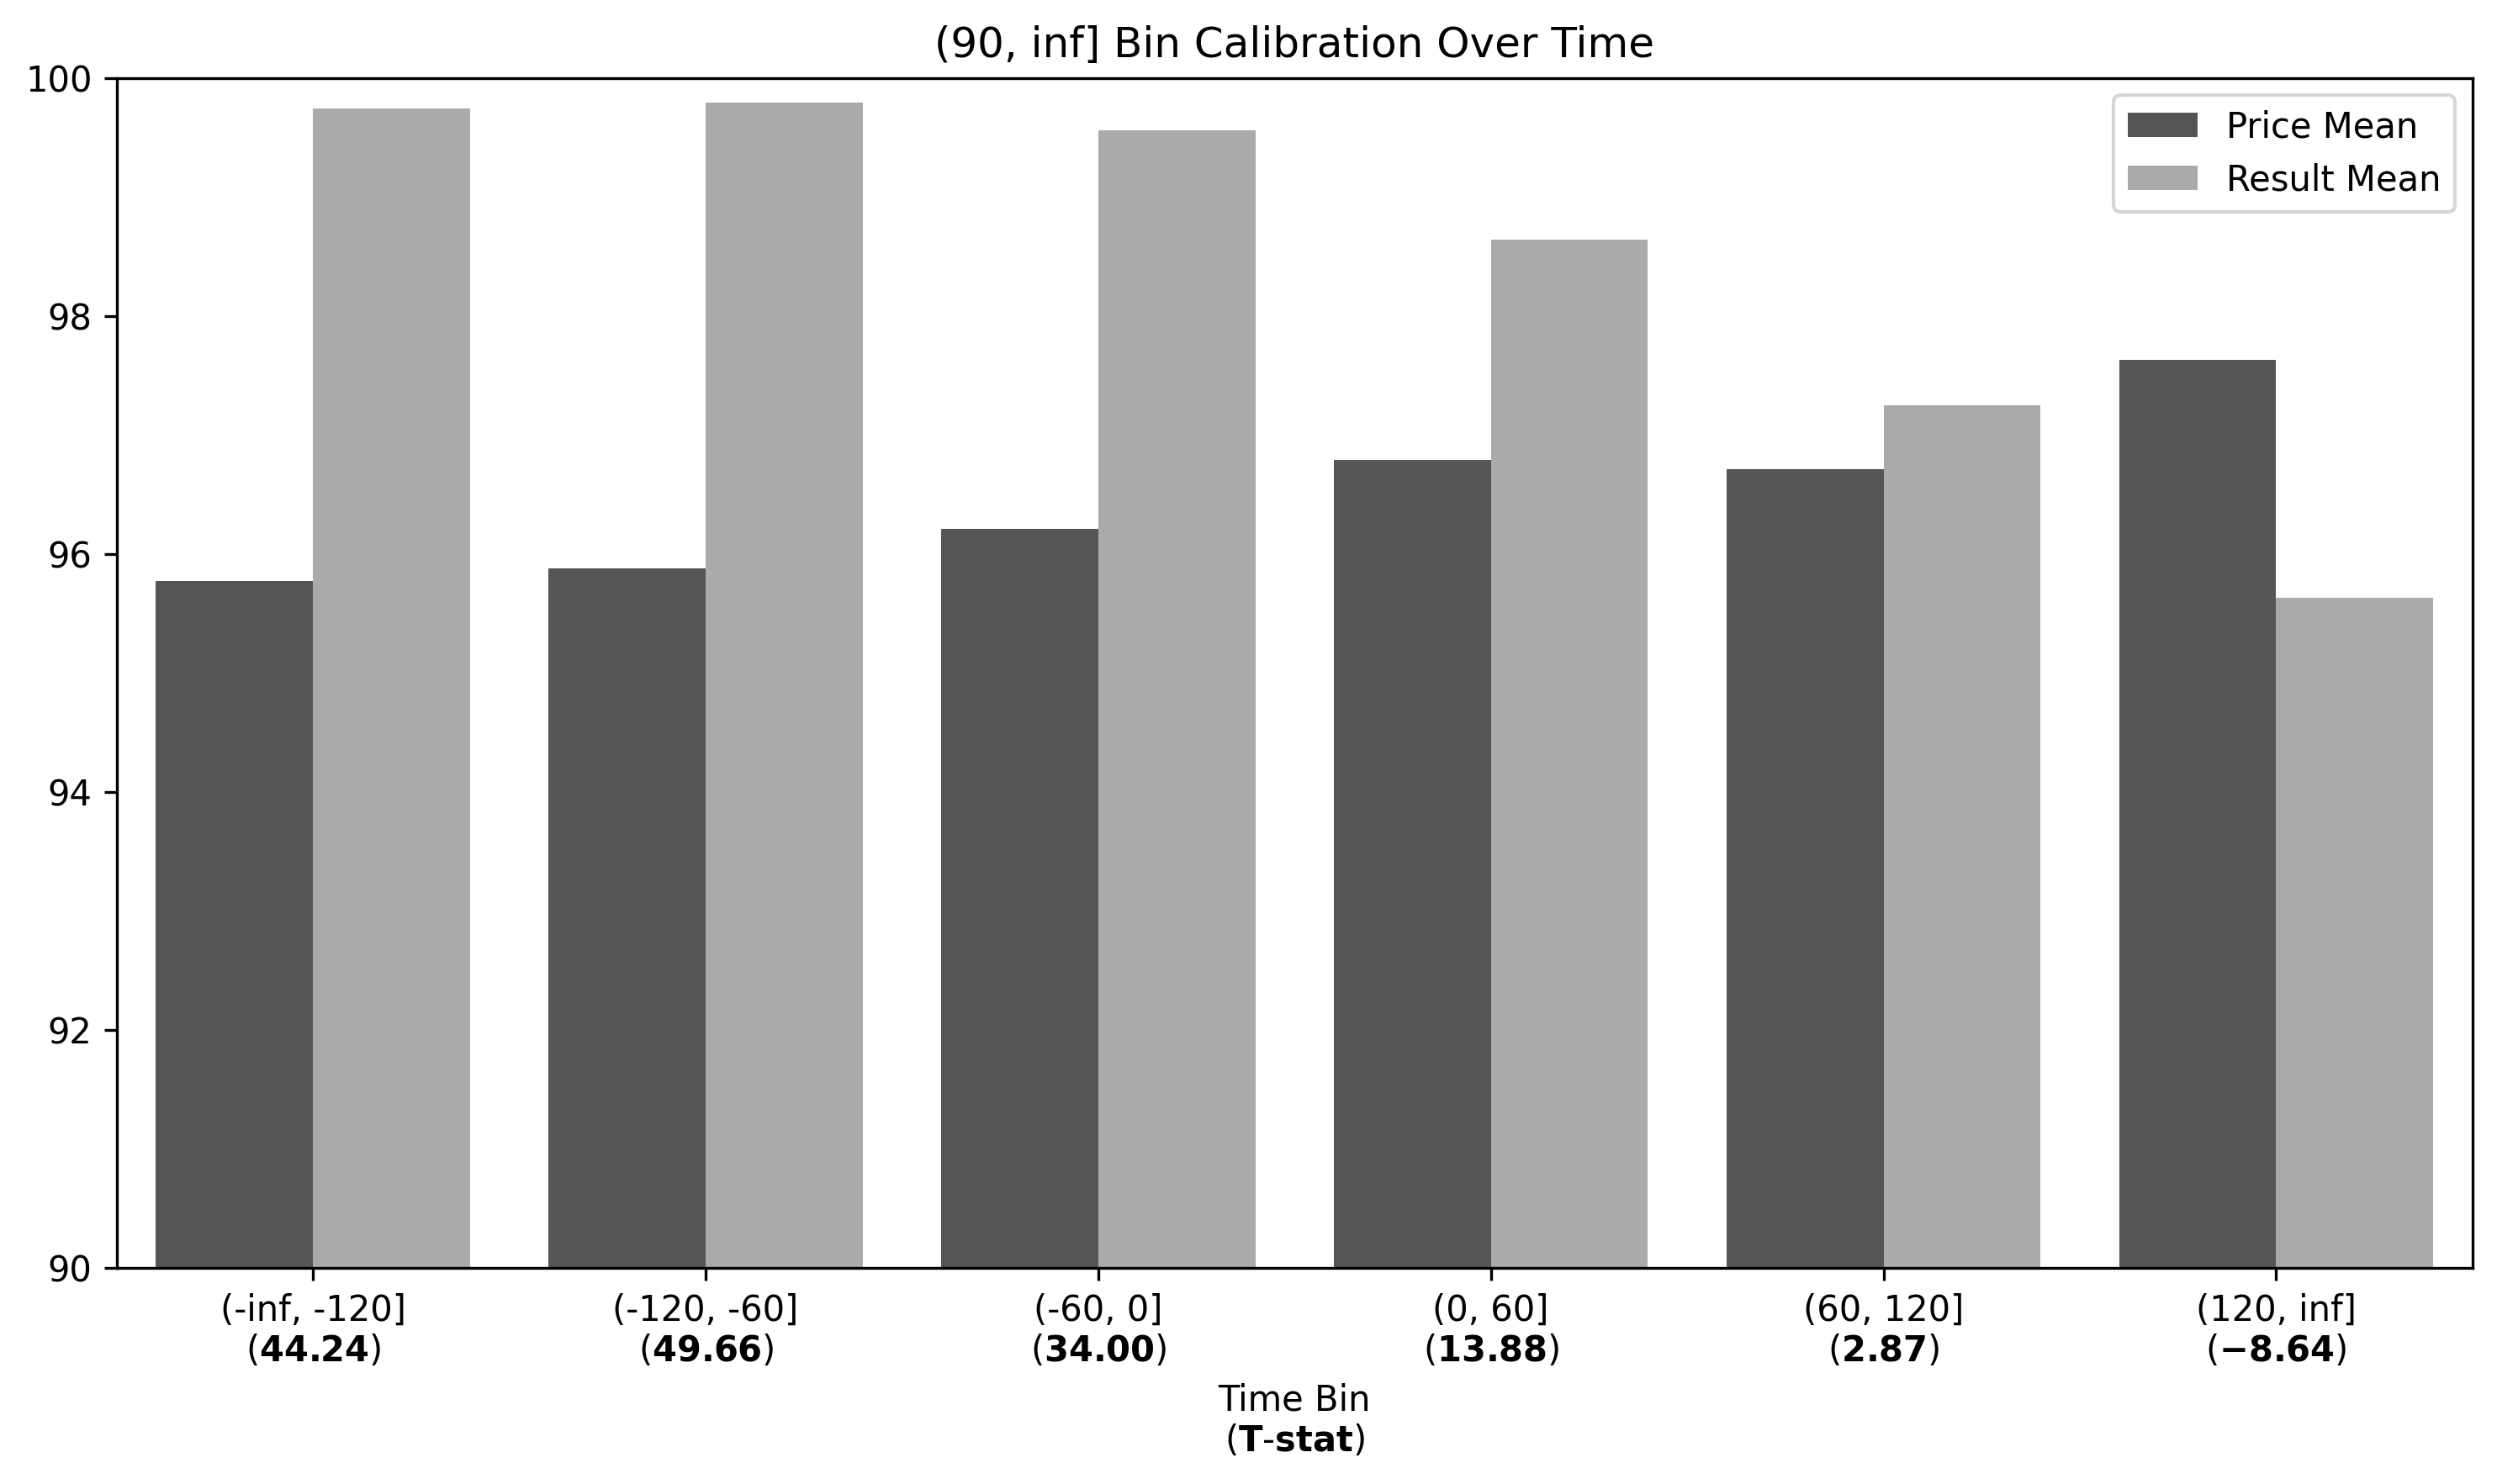 (90, inf] Bin Calibration Over Time
100
98
96
94
92
90
Price Mean
Result Mean
(-inf, -120]
(44.24)
(-120, -60]
(49.66)
(-60, 0]
(34.00)
(0, 60]
(13.88)
(60, 120]
(2.87)
(120, inf]
(−8.64)
Time Bin
(T-stat)